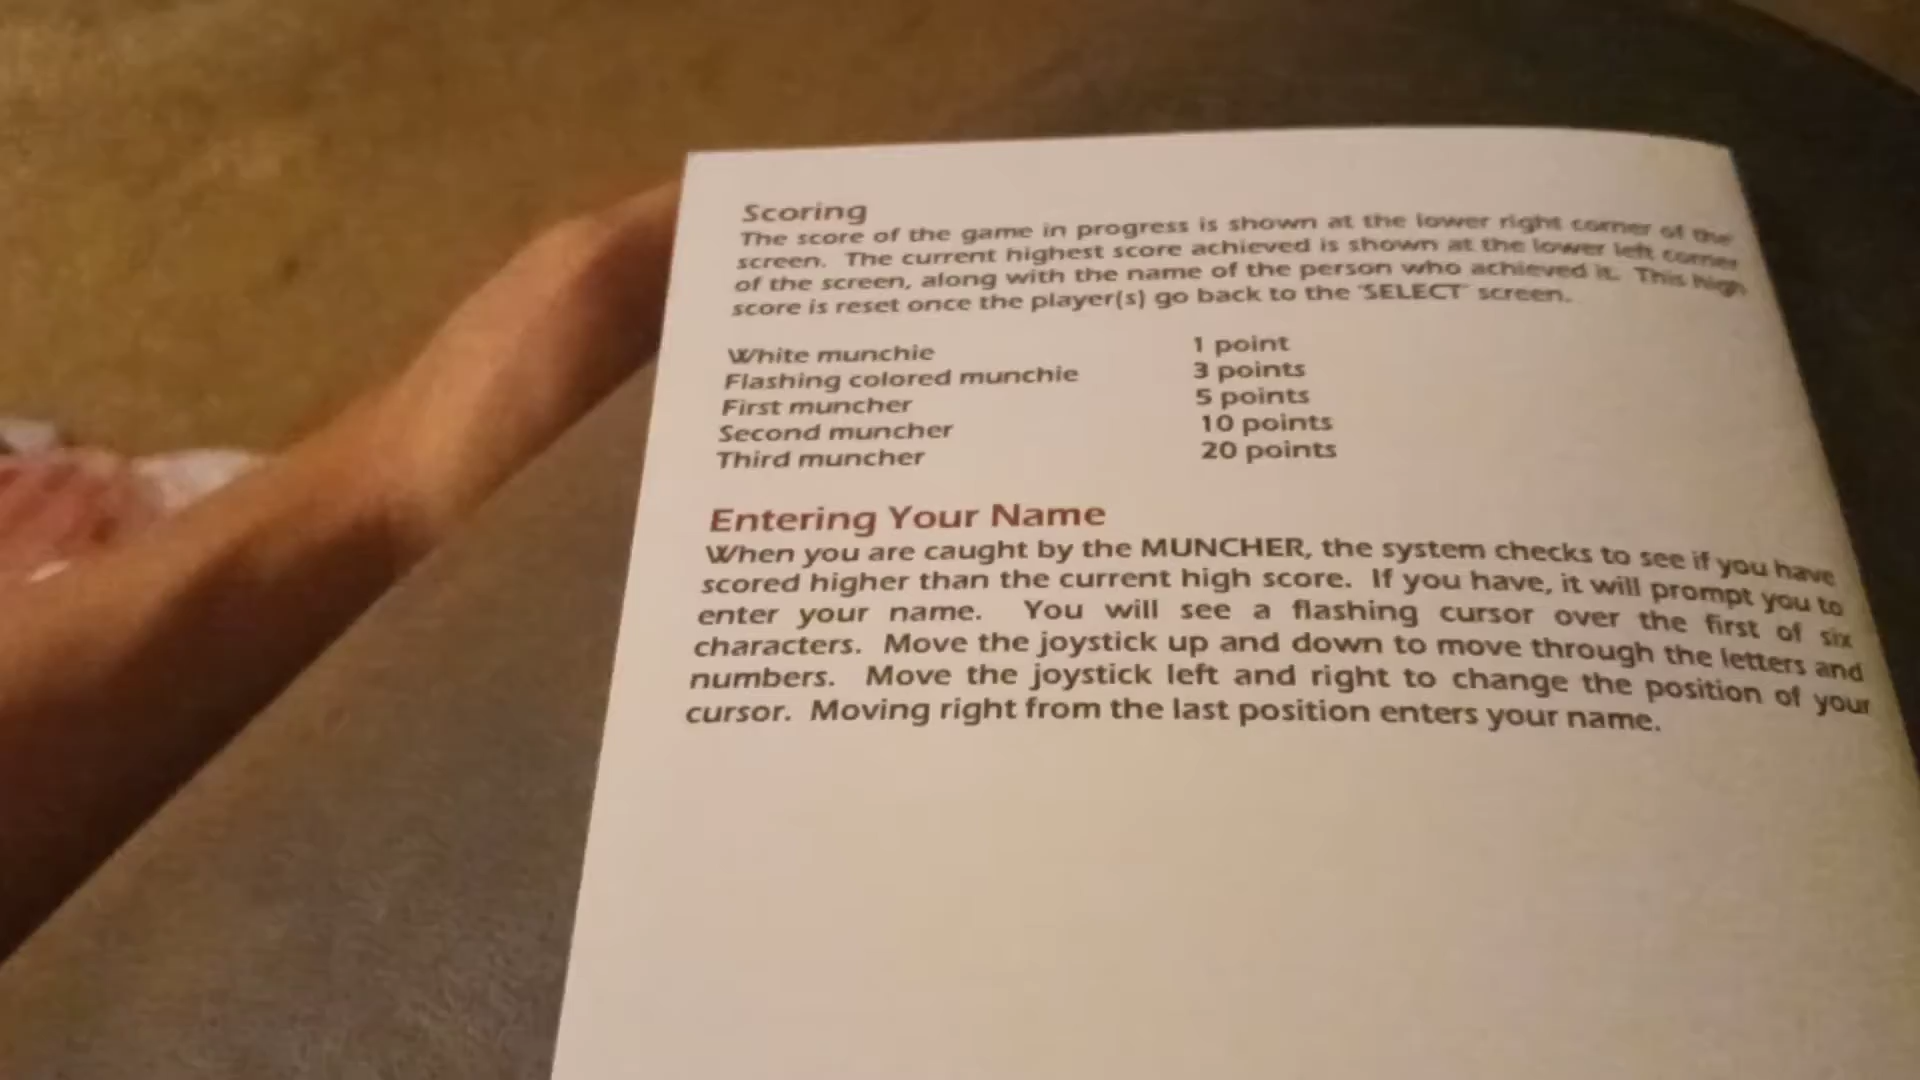 Scoring
The score of the game in progress is shown at the lower right corner of the
screen. The current highest score achieved is shown at the lower left corner
of the screen, along with the name of the person who achieved it. This high
score is reset once the player(s) go back to the 'SELECT' screen.
White munchie 1 point
Flashing colored munchie 3 points
First muncher 5 points
Second muncher 10 points
Third muncher 20 points
Entering Your Name
When you are caught by the MUNCHER, the system checks to see if you have
scored higher than the current high score. If you have, it will prompt you to
enter your name. You will see a flashing cursor over the first of six
characters. Move the joystick up and down to move through the letters and
numbers. Move the joystick left and right to change the position of your
cursor. Moving right from the last position enters your name.